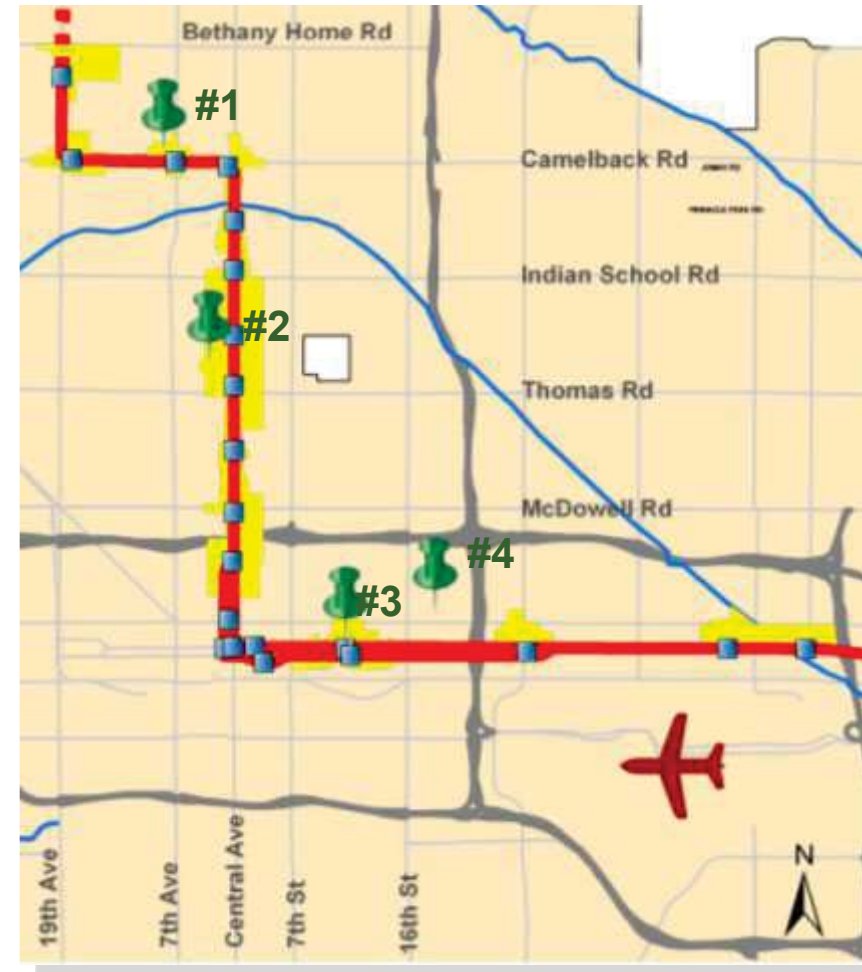 Bethany Home Rd
#1
Camelback Rd
Indian School Rd
#2
Thomas Rd
McDowell Rd
#4
#3
19th Ave
7th Ave
Central Ave
7th St
16th St
N